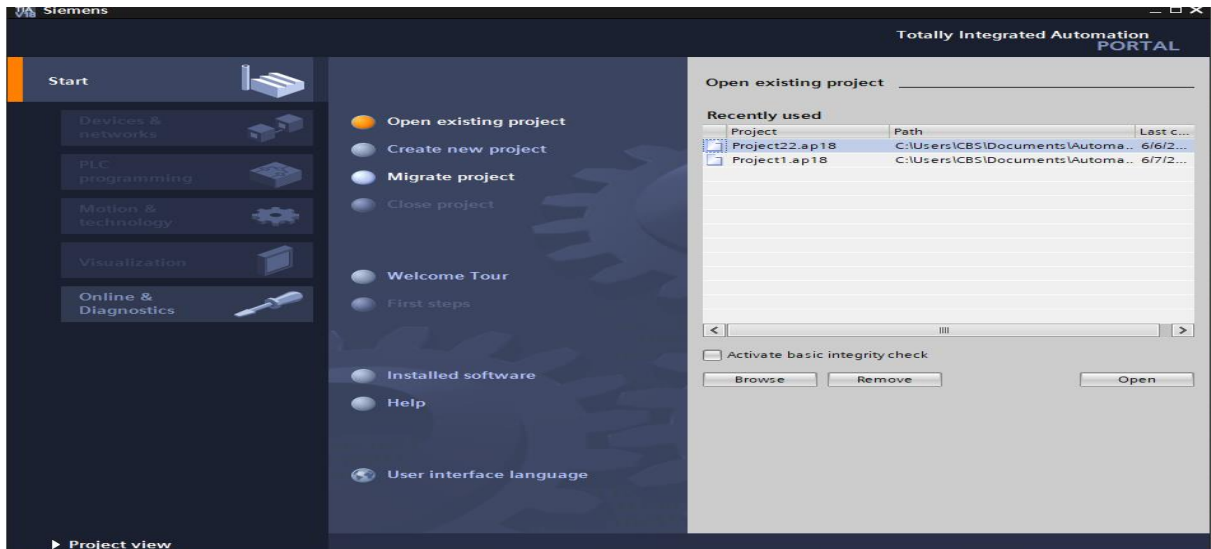 Siemens
Totally Integrated Automation
PORTAL
Start
Devices &
networks
PLC
programming
Motion &
technology
Visualization
Online &
Diagnostics
Project view
Open existing project
Create new project
Migrate project
Close project
Welcome Tour
First steps
Installed software
Help
User interface language
Open existing project
Recently used
Project Path Last c...
Project22.ap18 C:\Users\CBS\Documents\Automa.. 6/6/2...
Project1.ap18 C:\Users\CBS\Documents\Automa.. 6/7/2...
Activate basic integrity check
Browse Remove Open